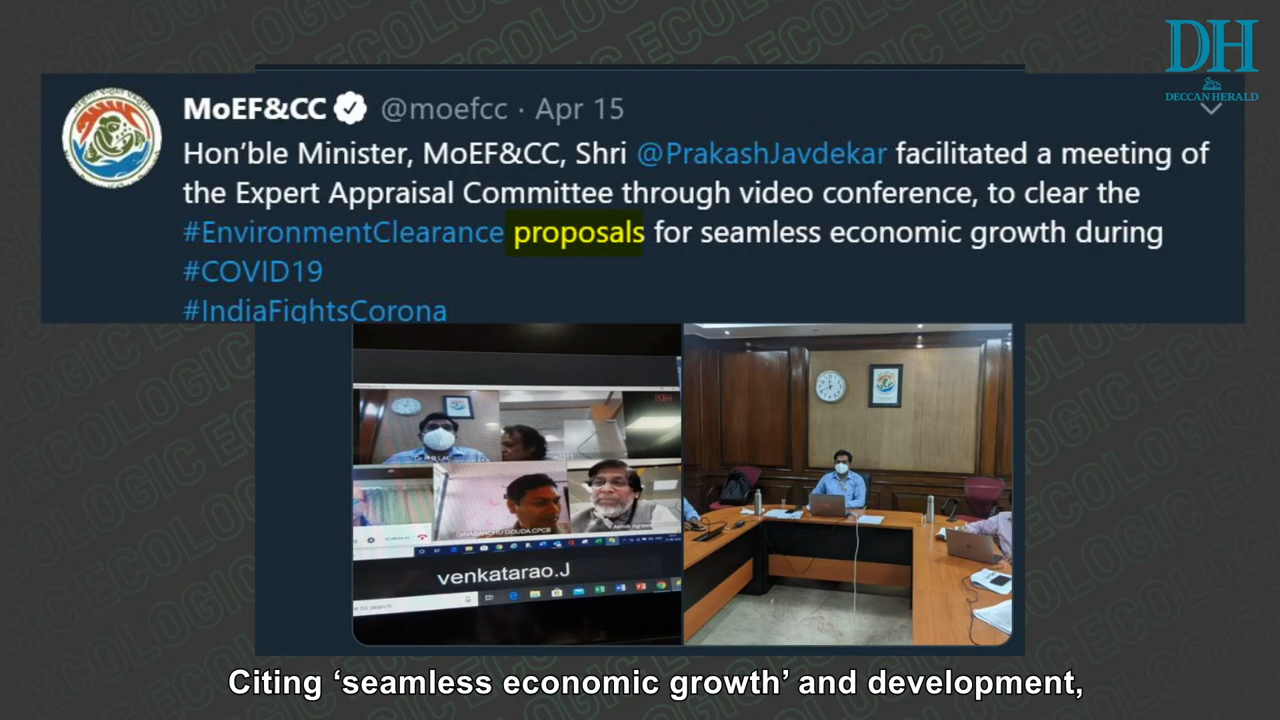 DH
DECCAN HERALD
MoEF&CC @moefcc · Apr 15
Hon'ble Minister, MoEF&CC, Shri @PrakashJavdekar facilitated a meeting of
the Expert Appraisal Committee through video conference, to clear the
#EnvironmentClearance proposals for seamless economic growth during
#COVID19
#IndiaFightsCorona
venkatarao.J
Citing ‘seamless economic growth’ and development,